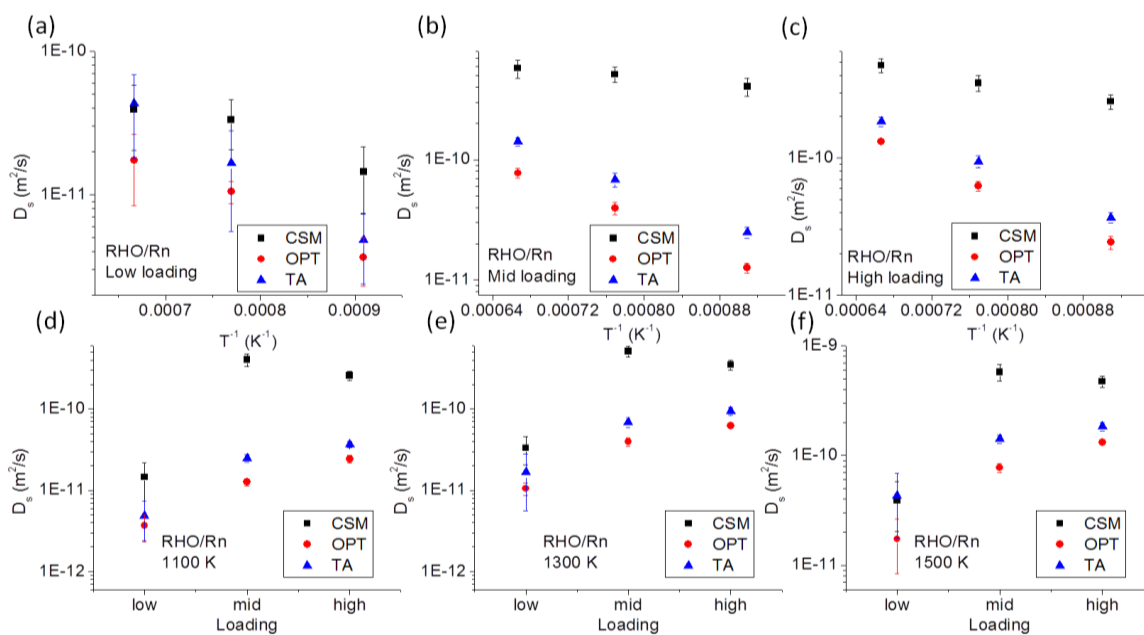 (a)
1E-10
1E-11
D_s (m²/s)
CSM
OPT
TA
RHO/Rn
Low loading
0.0007
0.0008
0.0009
T⁻¹ (K⁻¹)
(b)
1E-10
1E-11
D_s (m²/s)
CSM
OPT
TA
RHO/Rn
Mid loading
0.00064
0.00072
0.00080
0.00088
T⁻¹ (K⁻¹)
(c)
1E-10
1E-11
D_s (m²/s)
CSM
OPT
TA
RHO/Rn
High loading
0.00064
0.00072
0.00080
0.00088
T⁻¹ (K⁻¹)
(d)
1E-10
1E-11
1E-12
D_s (m²/s)
RHO/Rn
1100 K
CSM
OPT
TA
low
mid
high
Loading
(e)
1E-10
1E-11
1E-12
D_s (m²/s)
RHO/Rn
1300 K
CSM
OPT
TA
low
mid
high
Loading
(f)
1E-9
1E-10
1E-11
D_s (m²/s)
RHO/Rn
1500 K
CSM
OPT
TA
low
mid
high
Loading